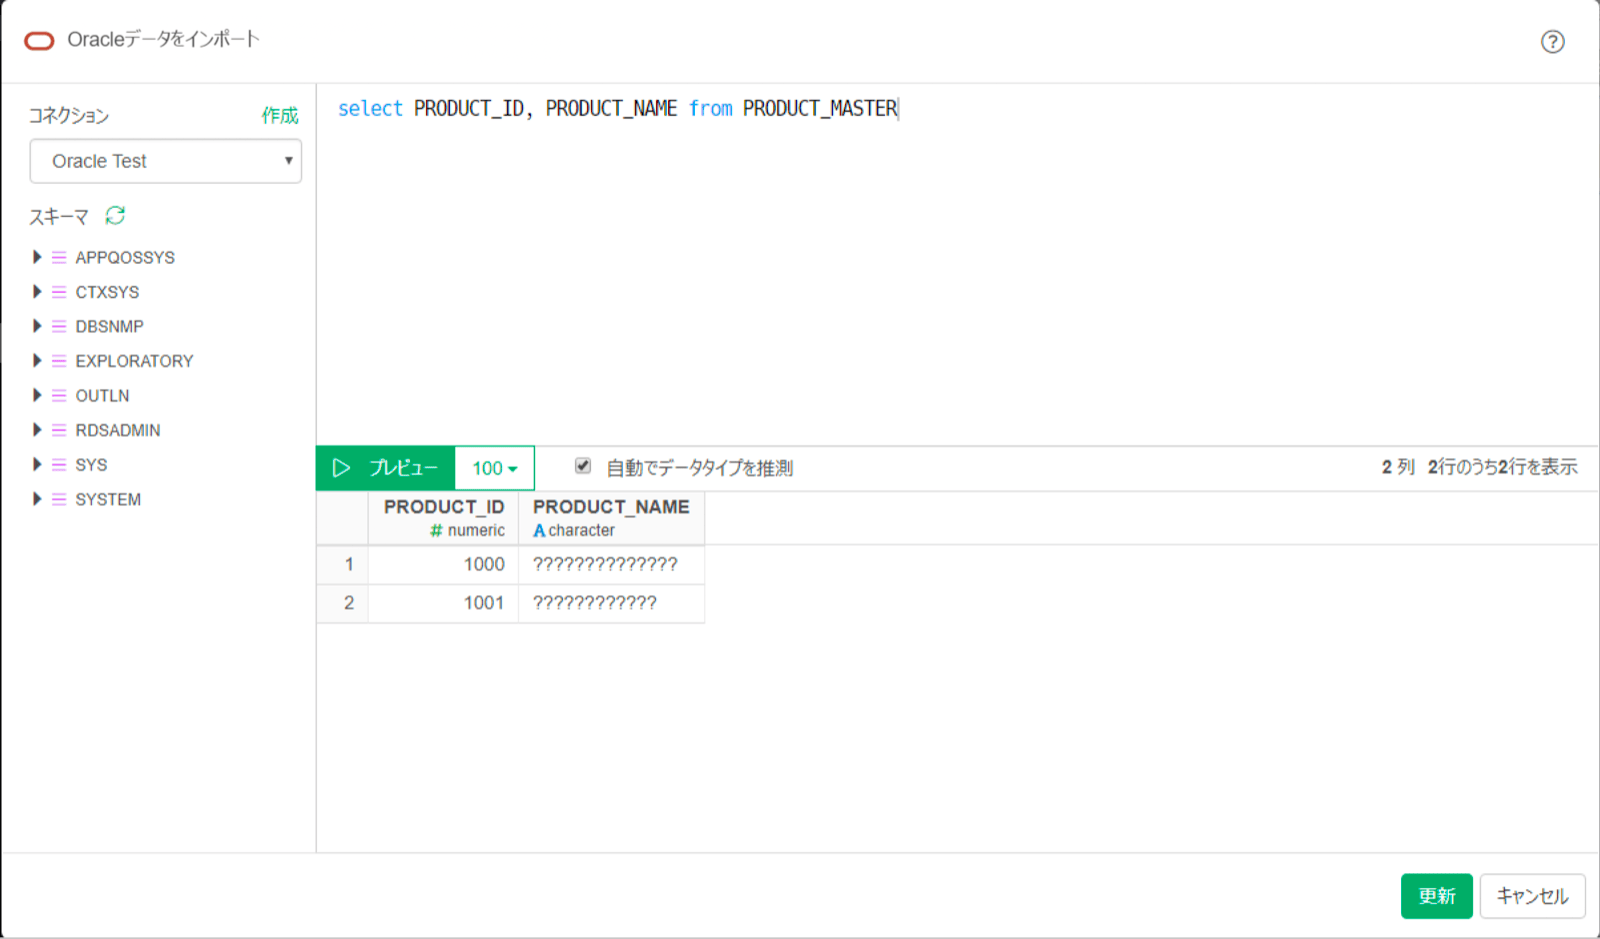 Oracleデータをインポート
?
コネクション 作成
Oracle Test
スキーマ
APPQOSSYS
CTXSYS
DBSNMP
EXPLORATORY
OUTLN
RDSADMIN
SYS
SYSTEM
select PRODUCT_ID, PRODUCT_NAME from PRODUCT_MASTER
プレビュー 100 自動でデータタイプを推測 2 列 2行のうち2行を表示
PRODUCT_ID PRODUCT_NAME
# numeric A character
1 1000 ??????????????
2 1001 ????????????
更新 キャンセル